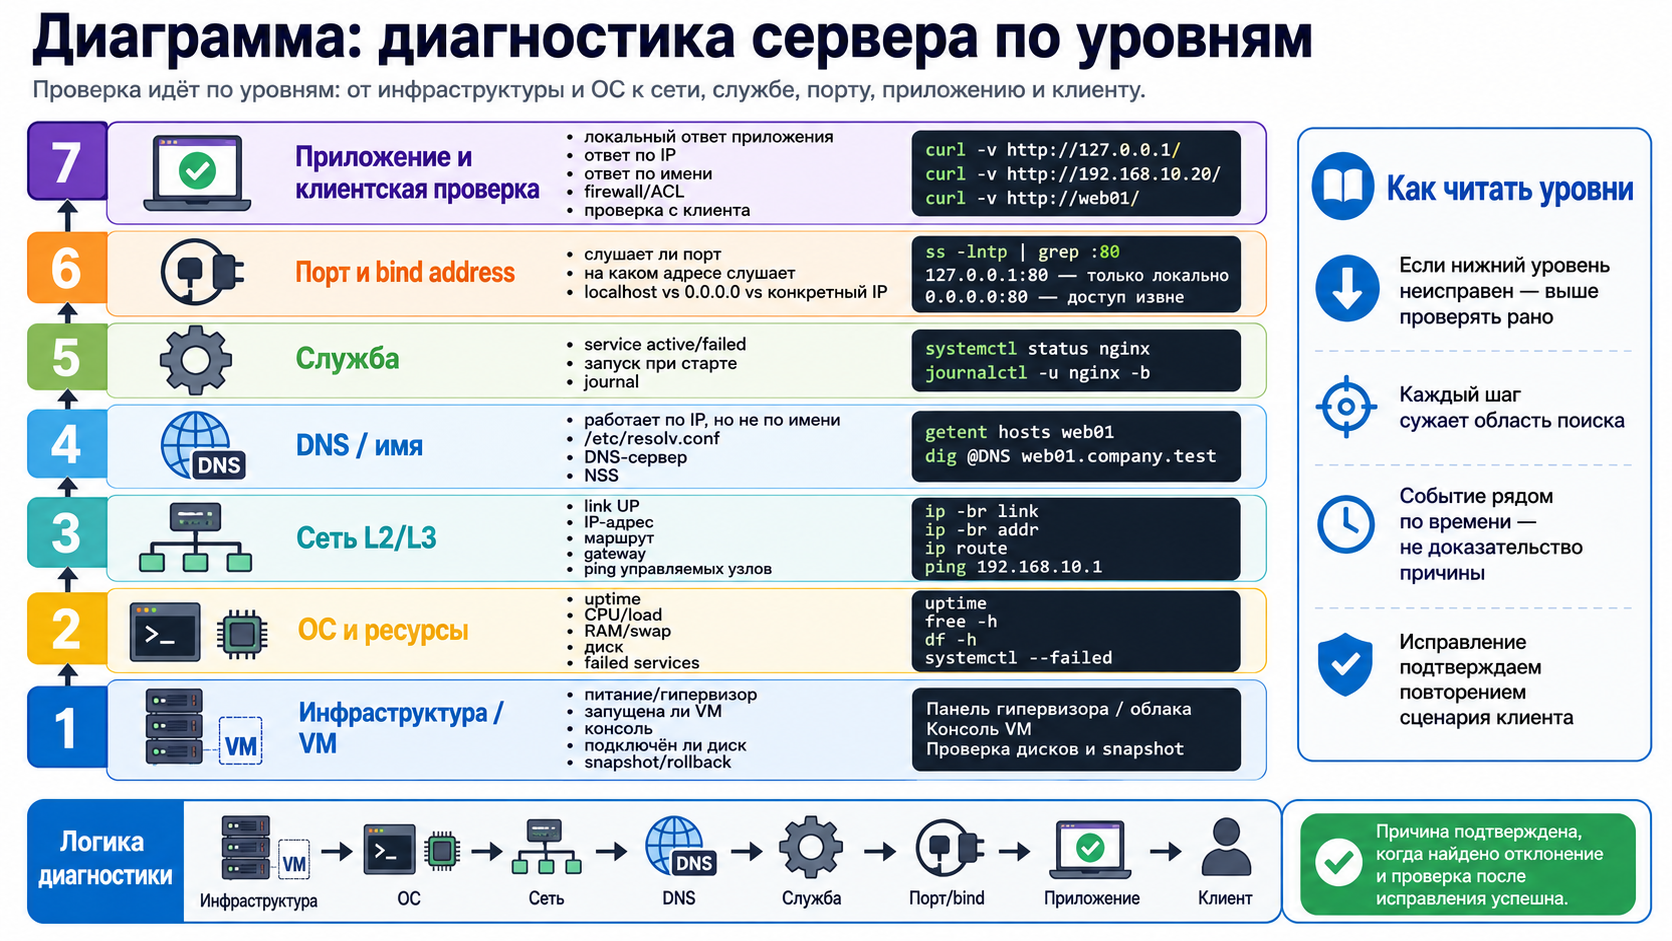 Диаграмма: диагностика сервера по уровням
Проверка идёт по уровням: от инфраструктуры и ОС к сети, службе, порту, приложению и клиенту.
7
Приложение и
клиентская проверка
• локальный ответ приложения
• ответ по IP
• ответ по имени
• firewall/ACL
• проверка с клиента
curl -v http://127.0.0.1/
curl -v http://192.168.10.20/
curl -v http://web01/
6
Порт и bind address
• слушает ли порт
• на каком адресе слушает
• localhost vs 0.0.0.0 vs конкретный IP
ss -lntp | grep :80
127.0.0.1:80 — только локально
0.0.0.0:80 — доступ извне
5
Служба
• service active/failed
• запуск при старте
• journal
systemctl status nginx
journalctl -u nginx -b
4
DNS
DNS / имя
• работает по IP, но не по имени
• /etc/resolv.conf
• DNS-сервер
• NSS
getent hosts web01
dig @DNS web01.company.test
3
Сеть L2/L3
• link UP
• IP-адрес
• маршрут
• gateway
• ping управляемых узлов
ip -br link
ip -br addr
ip route
ping 192.168.10.1
2
>_
ОС и ресурсы
• uptime
• CPU/load
• RAM/swap
• диск
• failed services
uptime
free -h
df -h
systemctl --failed
1
VM
Инфраструктура /
VM
• питание/гипервизор
• запущена ли VM
• консоль
• подключён ли диск
• snapshot/rollback
Панель гипервизора / облака
Консоль VM
Проверка дисков и snapshot
Как читать уровни
Если нижний уровень
неисправен — выше
проверять рано
Каждый шаг
сужает область поиска
Событие рядом
по времени —
не доказательство
причины
Исправление
подтверждаем
повторением
сценария клиента
Логика
диагностики
VM
Инфраструктура
>_
ОС
Сеть
DNS
DNS
Служба
Порт/bind
Приложение
Клиент
Причина подтверждена,
когда найдено отклонение
и проверка после
исправления успешна.